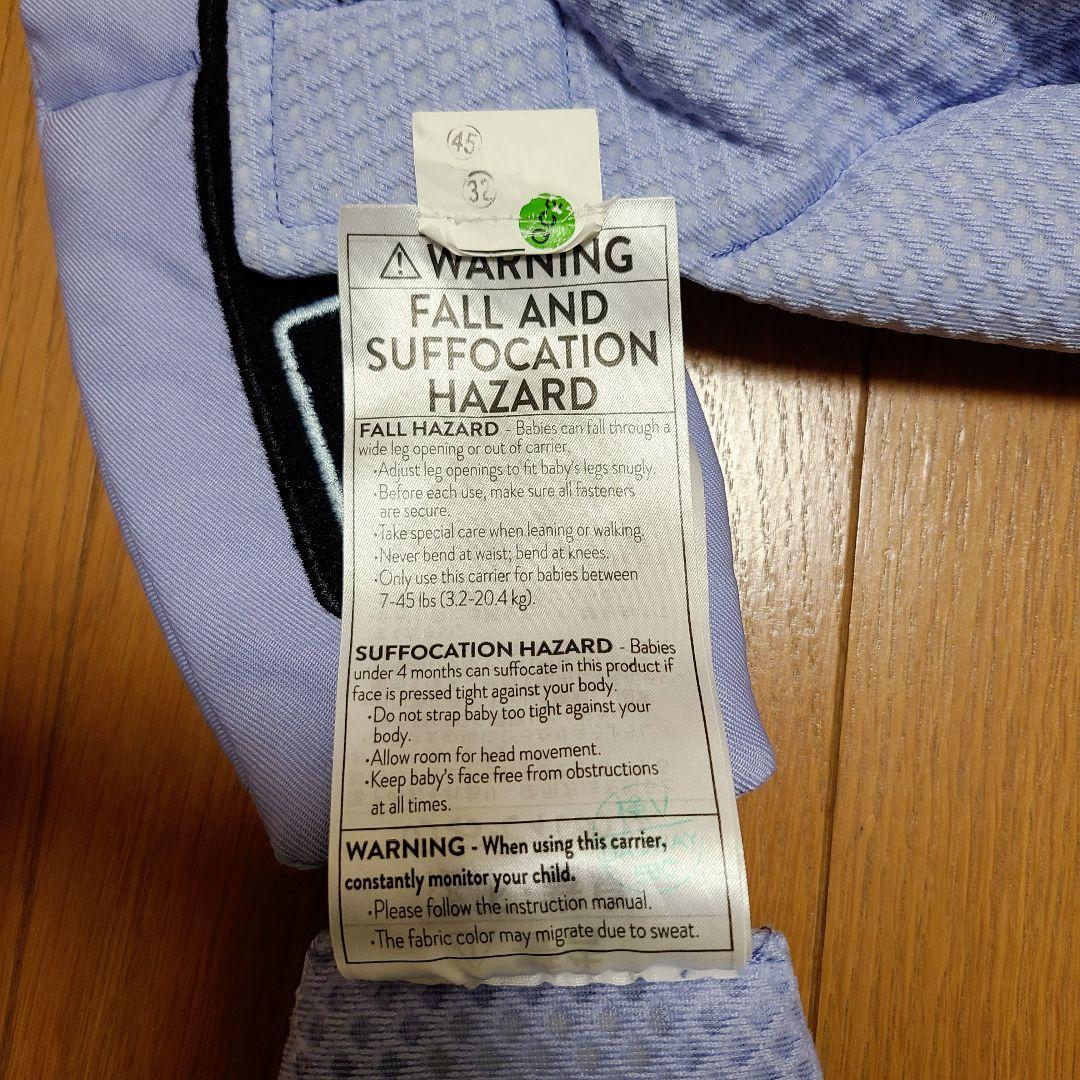 45
32
⚠ WARNING
FALL AND
SUFFOCATION
HAZARD
FALL HAZARD - Babies can fall through a
wide leg opening or out of carrier.
·Adjust leg openings to fit baby's legs snugly.
·Before each use, make sure all fasteners
are secure.
·Take special care when leaning or walking.
·Never bend at waist; bend at knees.
·Only use this carrier for babies between
7-45 lbs (3.2-20.4 kg).
SUFFOCATION HAZARD - Babies
under 4 months can suffocate in this product if
face is pressed tight against your body.
·Do not strap baby too tight against your
body.
·Allow room for head movement.
·Keep baby's face free from obstructions
at all times.
WARNING - When using this carrier,
constantly monitor your child.
·Please follow the instruction manual.
·The fabric color may migrate due to sweat.